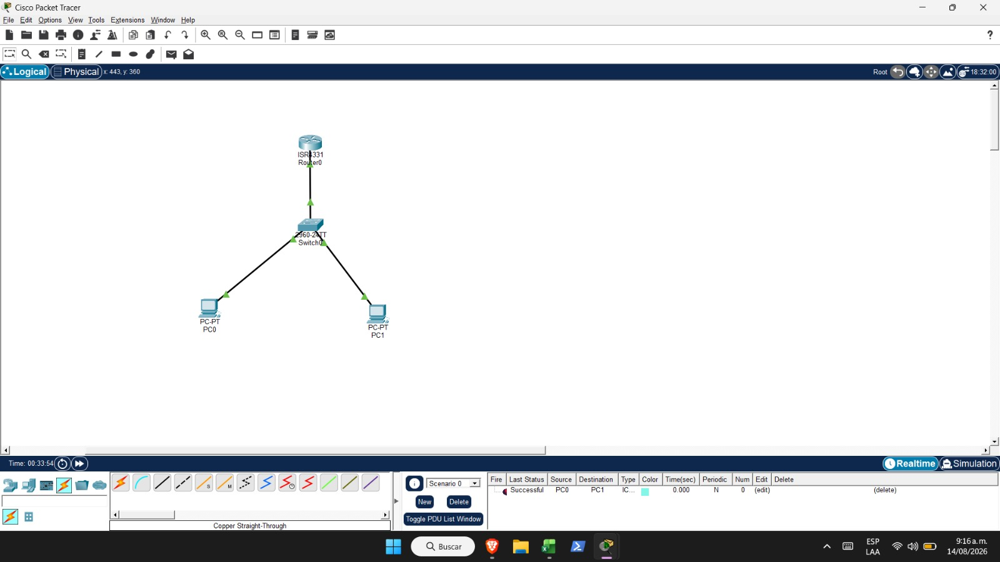 Cisco Packet Tracer
File Edit Options View Tools Extensions Window Help
Logical Physical x: 443, y: 360 Root 18:32:00
ISR4331
Router0
2960-24TT
Switch0
PC-PT
PC0
PC-PT
PC1
Time: 00:33:54 Realtime Simulation
Scenario 0
New Delete
Toggle PDU List Window
Copper Straight-Through
Fire Last Status Source Destination Type Color Time(sec) Periodic Num Edit Delete
Successful PC0 PC1 IC... 0.000 N 0 (edit) (delete)
Buscar
ESP
LAA
9:16 a. m.
14/08/2026